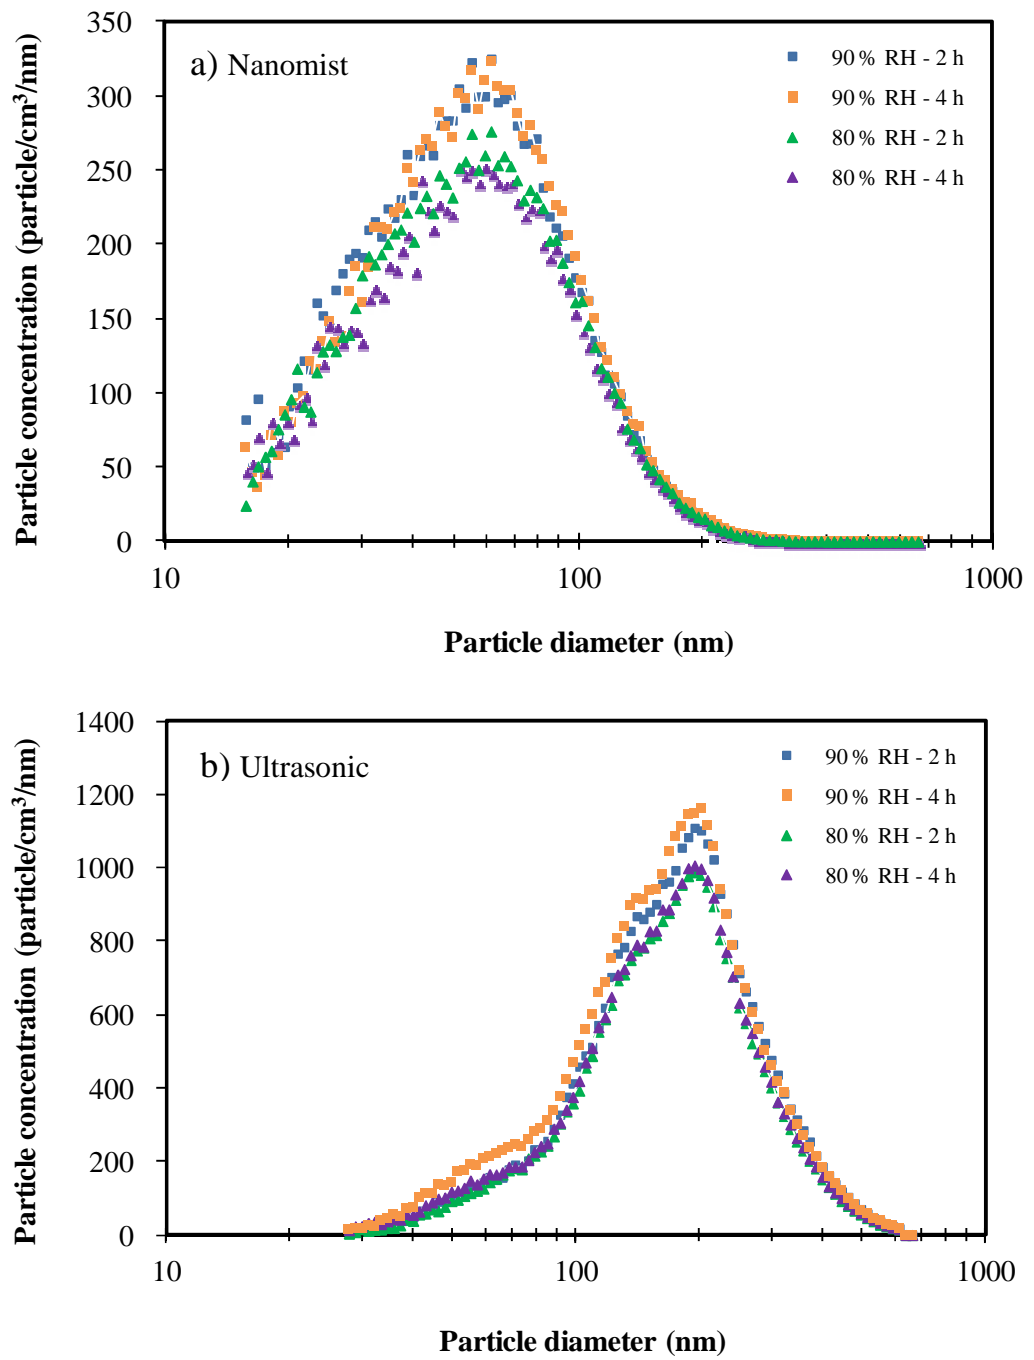 350
300
250
200
150
100
50
0
10
100
1000
Particle concentration (particle/cm³/nm)
Particle diameter (nm)
a) Nanomist
90% RH - 2 h
90% RH - 4 h
80% RH - 2 h
80% RH - 4 h
1400
1200
1000
800
600
400
200
0
10
100
1000
Particle concentration (particle/cm³/nm)
Particle diameter (nm)
b) Ultrasonic
90% RH - 2 h
90% RH - 4 h
80% RH - 2 h
80% RH - 4 h